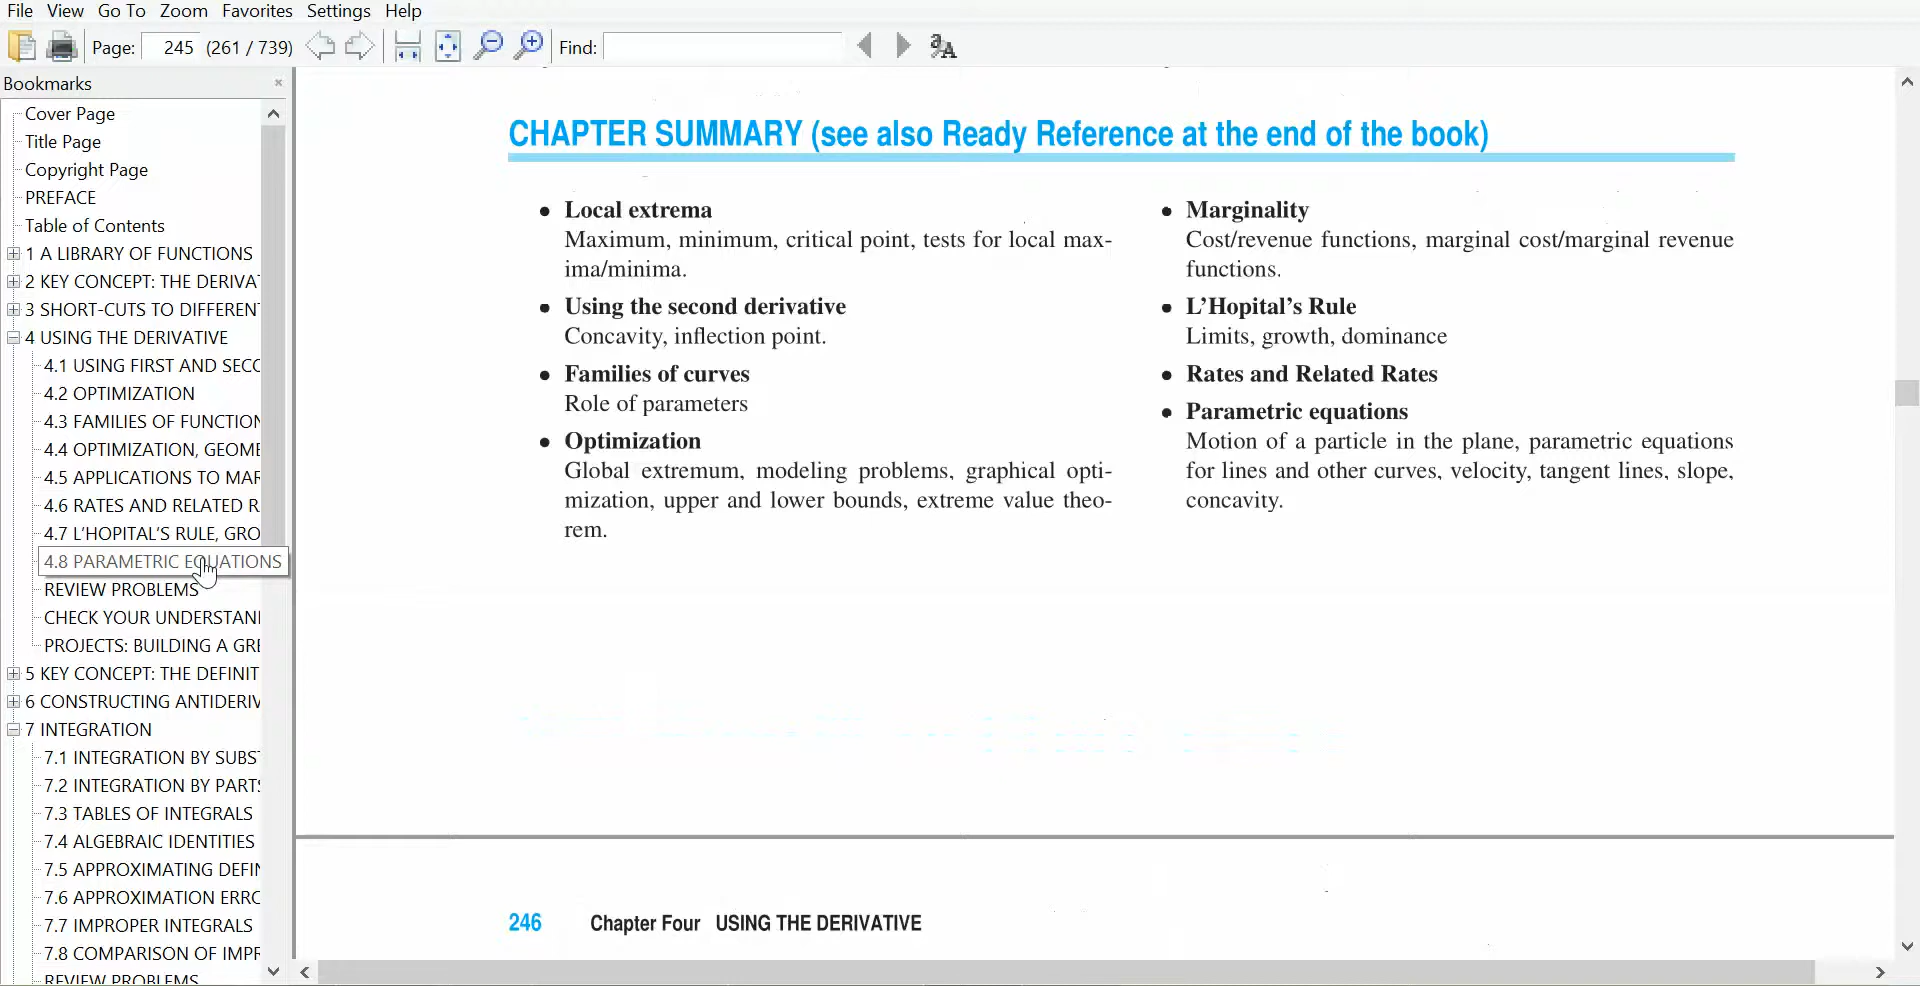 File View Go To Zoom Favorites Settings Help
Page: 245 (261 / 739) Find:
Bookmarks
Cover Page
Title Page
Copyright Page
PREFACE
Table of Contents
1 A LIBRARY OF FUNCTIONS
2 KEY CONCEPT: THE DERIVA
3 SHORT-CUTS TO DIFFEREN
4 USING THE DERIVATIVE
4.1 USING FIRST AND SECC
4.2 OPTIMIZATION
4.3 FAMILIES OF FUNCTION
4.4 OPTIMIZATION, GEOME
4.5 APPLICATIONS TO MAR
4.6 RATES AND RELATED R
4.7 L'HOPITAL'S RULE, GRO
4.8 PARAMETRIC EQUATIONS
REVIEW PROBLEMS
CHECK YOUR UNDERSTANI
PROJECTS: BUILDING A GRE
5 KEY CONCEPT: THE DEFINIT
6 CONSTRUCTING ANTIDERIV
7 INTEGRATION
7.1 INTEGRATION BY SUBS
7.2 INTEGRATION BY PARTS
7.3 TABLES OF INTEGRALS
7.4 ALGEBRAIC IDENTITIES
7.5 APPROXIMATING DEFIN
7.6 APPROXIMATION ERRO
7.7 IMPROPER INTEGRALS
7.8 COMPARISON OF IMPR
REVIEW PROBLEMS
CHAPTER SUMMARY (see also Ready Reference at the end of the book)
• Local extrema
Maximum, minimum, critical point, tests for local max-
ima/minima.
• Using the second derivative
Concavity, inflection point.
• Families of curves
Role of parameters
• Optimization
Global extremum, modeling problems, graphical opti-
mization, upper and lower bounds, extreme value theo-
rem.
• Marginality
Cost/revenue functions, marginal cost/marginal revenue
functions.
• L'Hopital's Rule
Limits, growth, dominance
• Rates and Related Rates
• Parametric equations
Motion of a particle in the plane, parametric equations
for lines and other curves, velocity, tangent lines, slope,
concavity.
246 Chapter Four USING THE DERIVATIVE